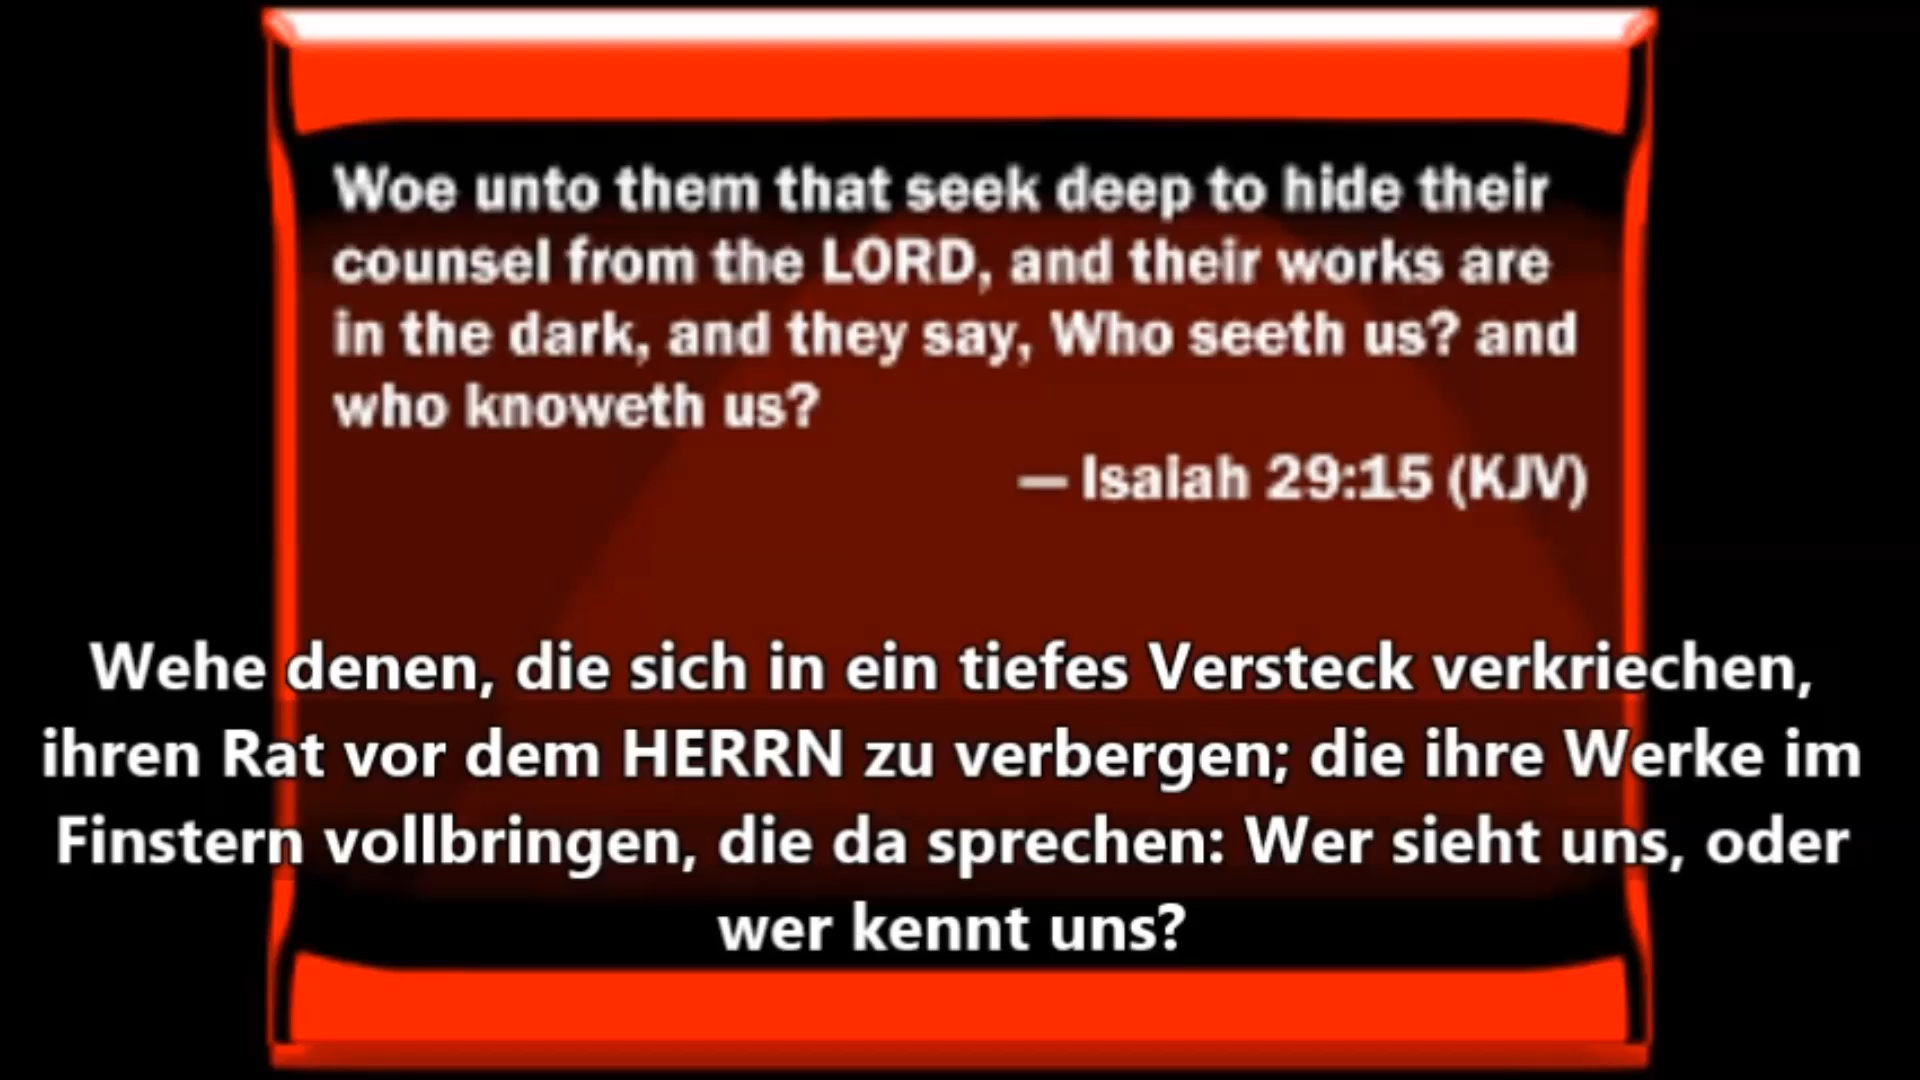 Woe unto them that seek deep to hide their
counsel from the LORD, and their works are
in the dark, and they say, Who seeth us? and
who knoweth us?
— Isaiah 29:15 (KJV)
Wehe denen, die sich in ein tiefes Versteck verkriechen,
ihren Rat vor dem HERRN zu verbergen; die ihre Werke im
Finstern vollbringen, die da sprechen: Wer sieht uns, oder
wer kennt uns?